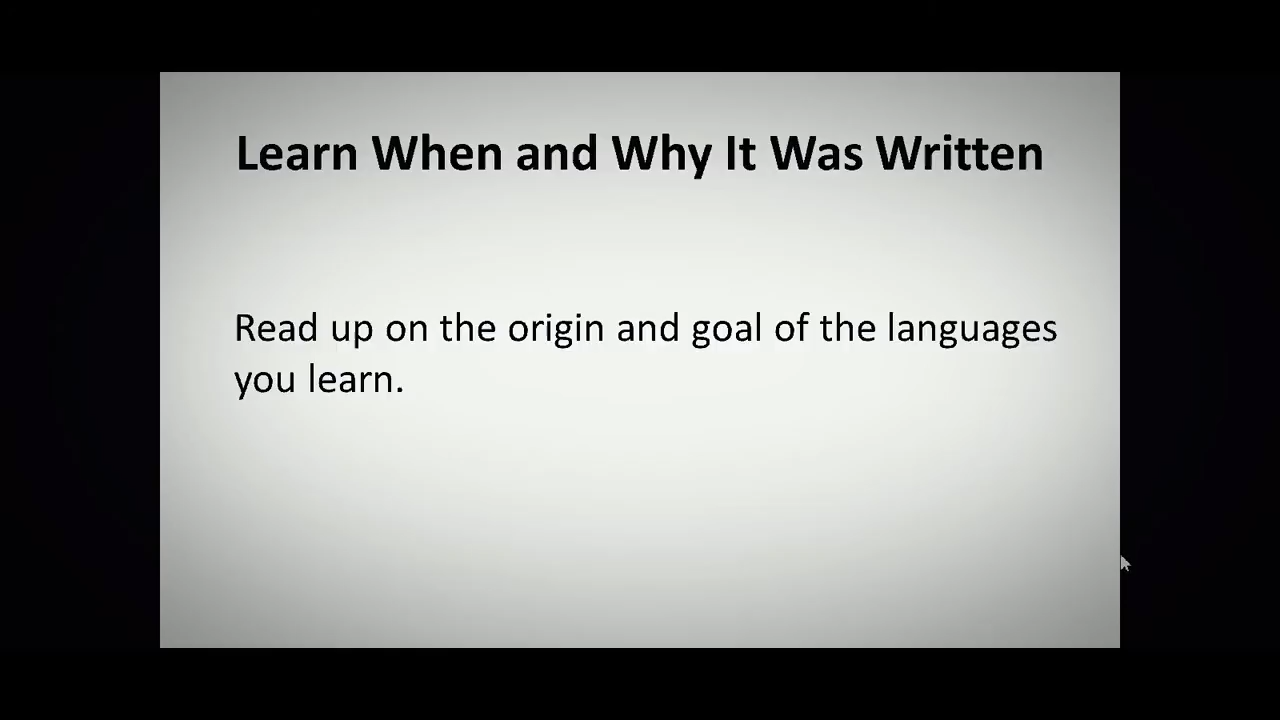 Learn When and Why It Was Written
Read up on the origin and goal of the languages
you learn.